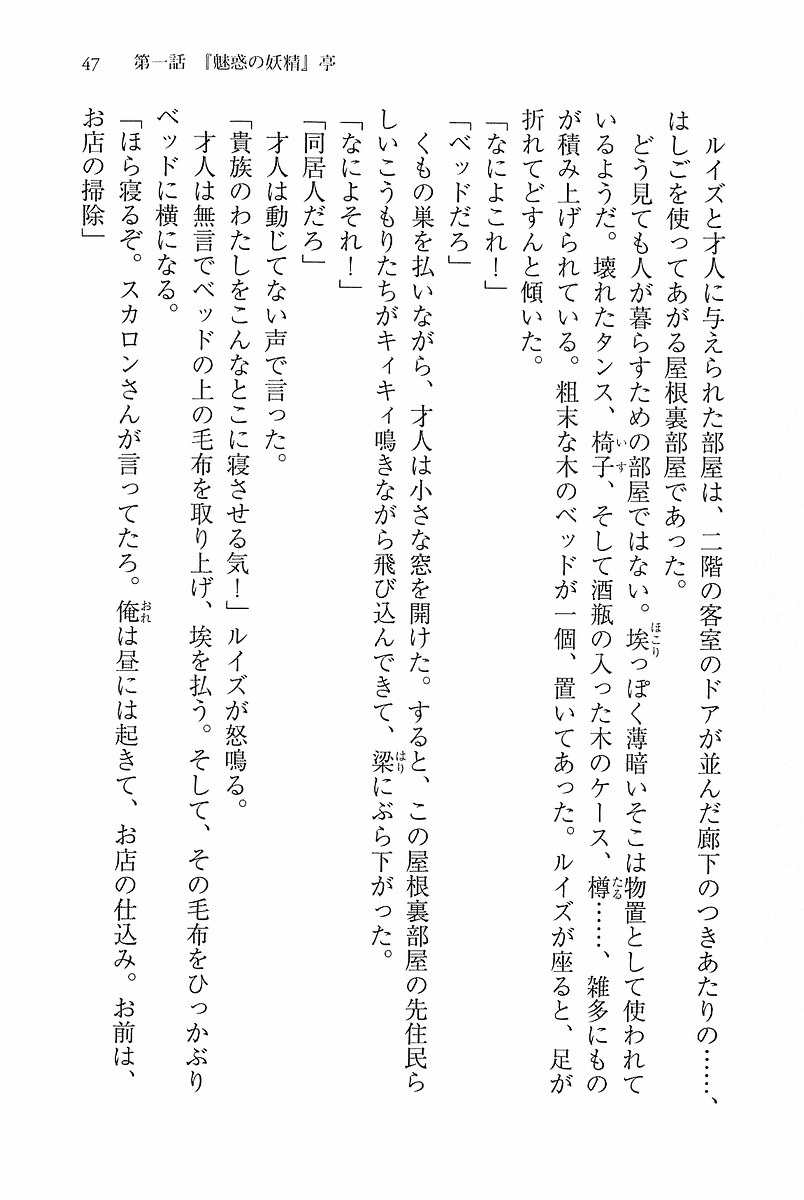 47　第一話　『魅惑の妖精』亭
　ルイズと才人に与えられた部屋は、二階の客室のドアが並んだ廊下のつきあたりの……、
はしごを使ってあがる屋根裏部屋であった。
　どう見ても人が暮らすための部屋ではない。埃っぽく薄暗いそこは物置として使われて
いるようだ。壊れたタンス、椅子、そして酒瓶の入った木のケース、樽……、雑多にもの
が積み上げられている。粗末な木のベッドが一個、置いてあった。ルイズが座ると、足が
折れてどすんと傾いた。
「なによこれ！」
「ベッドだろ」
　くもの巣を払いながら、才人は小さな窓を開けた。すると、この屋根裏部屋の先住民ら
しいこうもりたちがキィキィ鳴きながら飛び込んできて、梁にぶら下がった。
「なによそれ！」
「同居人だろ」
　才人は動じてない声で言った。
「貴族のわたしをこんなとこに寝させる気！」ルイズが怒鳴る。
　才人は無言でベッドの上の毛布を取り上げ、埃を払う。そして、その毛布をひっかぶり
ベッドに横になる。
「ほら寝るぞ。スカロンさんが言ってたろ。俺は昼には起きて、お店の仕込み。お前は、
お店の掃除」